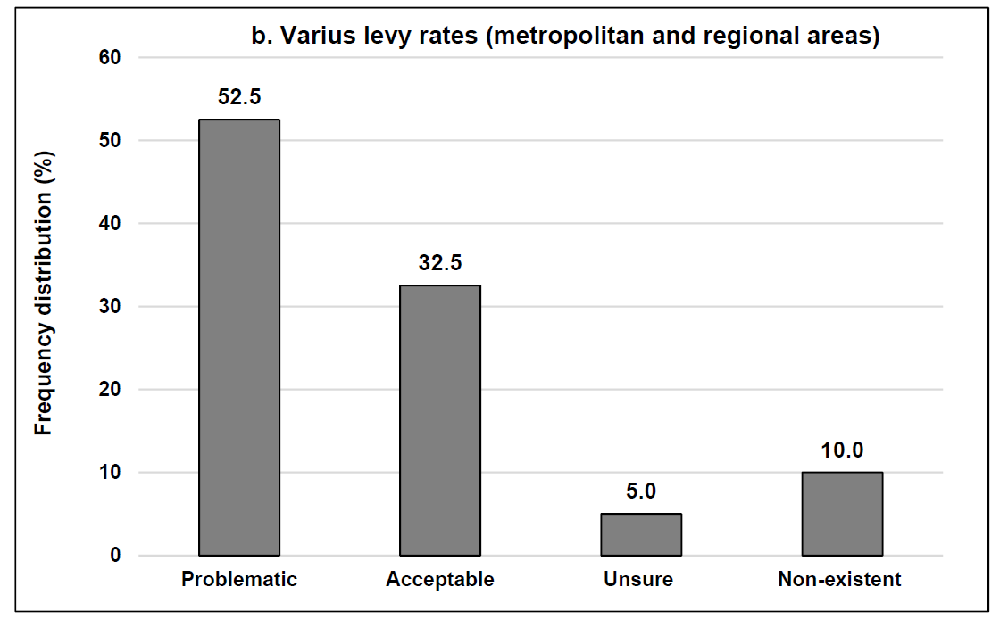 b. Varius levy rates (metropolitan and regional areas)
Frequency distribution (%)
60
50
40
30
20
10
0
52.5
32.5
5.0
10.0
Problematic
Acceptable
Unsure
Non-existent